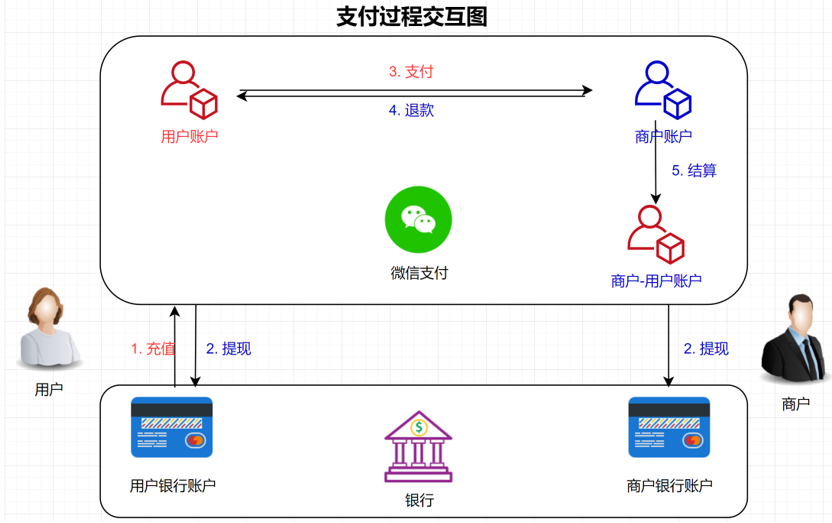 支付过程交互图
3. 支付
4. 退款
用户账户
商户账户
5. 结算
微信支付
商户-用户账户
1. 充值
2. 提现
2. 提现
用户
商户
$
用户银行账户
银行
商户银行账户